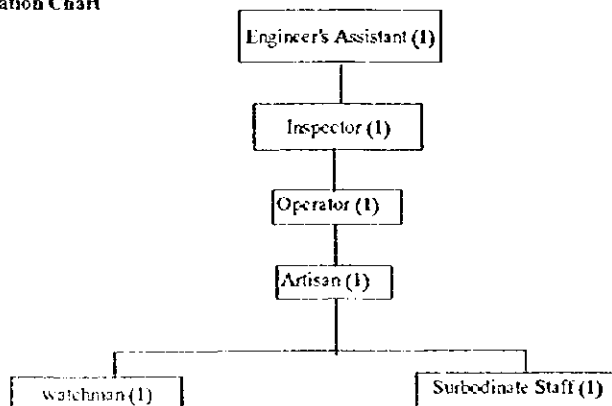 ation Chart
Engineer's Assistant (1)
Inspector (1)
Operator (1)
Artisan (1)
watchman (1)
Surbodinate Staff (1)